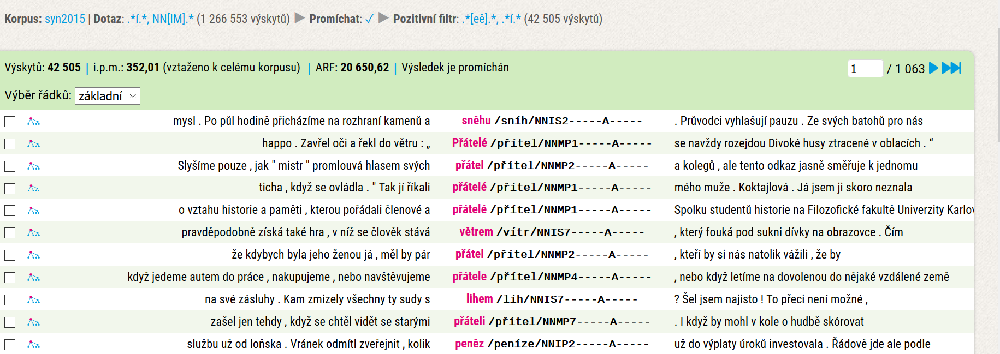 Korpus: syn2015 | Dotaz: .*í.*, NN[IM].* (1 266 553 výskytů) ▶ Promíchat: ✓ ▶ Pozitivní filtr: .*[eě].*, .*í.* (42 505 výskytů)
Výskytů: 42 505 | i.p.m.: 352,01 (vztaženo k celému korpusu) | ARF: 20 650,62 | Výsledek je promíchán 1 / 1 063
Výběr řádků: základní
mysl . Po půl hodině přicházíme na rozhraní kamenů a sněhu /sníh/NNIS2-----A----- . Průvodci vyhlašují pauzu . Ze svých batohů pro nás
happo . Zavřel oči a řekl do větru : „ Přátelé /přítel/NNMP1-----A----- se navždy rozejdou Divoké husy ztracené v oblacích . “
Slyšíme pouze , jak " mistr " promlouvá hlasem svých přátel /přítel/NNMP2-----A----- a kolegů , ale tento odkaz jasně směřuje k jednomu
ticha , když se ovládla . " Tak jí říkali přátelé /přítel/NNMP1-----A----- mého muže . Koktajlová . Já jsem ji skoro neznala
o vztahu historie a paměti , kterou pořádali členové a přátelé /přítel/NNMP1-----A----- Spolku studentů historie na Filozofické fakultě Univerzity Karlov
pravděpodobně získá také hra , v níž se člověk stává větrem /vítr/NNIS7-----A----- , který fouká pod sukni dívky na obrazovce . Čím
že kdybych byla jeho ženou já , měl by pár přátel /přítel/NNMP2-----A----- , kteří by si nás natolik vážili , že by
když jedeme autem do práce , nakupujeme , nebo navštěvujeme přátele /přítel/NNMP4-----A----- , nebo když letíme na dovolenou do nějaké vzdálené země
na své zásluhy . Kam zmizely všechny ty sudy s lihem /líh/NNIS7-----A----- ? Šel jsem najisto ! To přeci není možné ,
zašel jen tehdy , když se chtěl vidět se starými přáteli /přítel/NNMP7-----A----- . I když by mohl v kole o hudbě skórovat
službu už od loňska . Vránek odmítl zveřejnit , kolik peněz /peníze/NNIP2-----A----- už do výplaty úroků investovala . Řádově jde ale podle